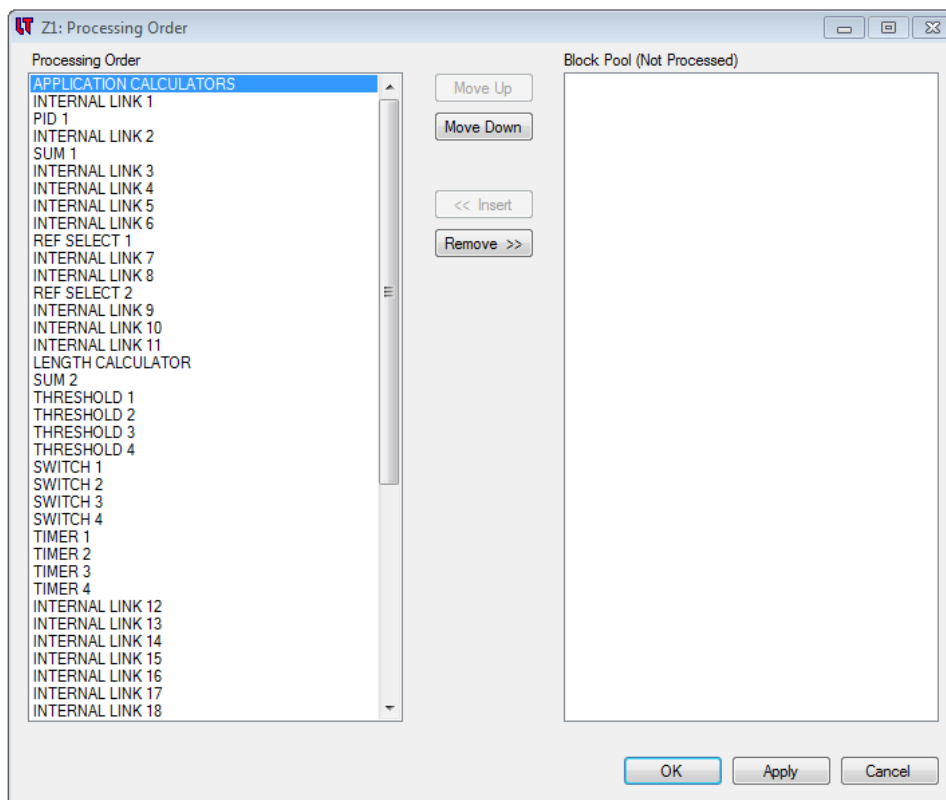 LT Z1: Processing Order
Processing Order
APPLICATION CALCULATORS
INTERNAL LINK 1
PID 1
INTERNAL LINK 2
SUM 1
INTERNAL LINK 3
INTERNAL LINK 4
INTERNAL LINK 5
INTERNAL LINK 6
REF SELECT 1
INTERNAL LINK 7
INTERNAL LINK 8
REF SELECT 2
INTERNAL LINK 9
INTERNAL LINK 10
INTERNAL LINK 11
LENGTH CALCULATOR
SUM 2
THRESHOLD 1
THRESHOLD 2
THRESHOLD 3
THRESHOLD 4
SWITCH 1
SWITCH 2
SWITCH 3
SWITCH 4
TIMER 1
TIMER 2
TIMER 3
TIMER 4
INTERNAL LINK 12
INTERNAL LINK 13
INTERNAL LINK 14
INTERNAL LINK 15
INTERNAL LINK 16
INTERNAL LINK 17
INTERNAL LINK 18
Move Up
Move Down
<< Insert
Remove >>
Block Pool (Not Processed)
OK
Apply
Cancel